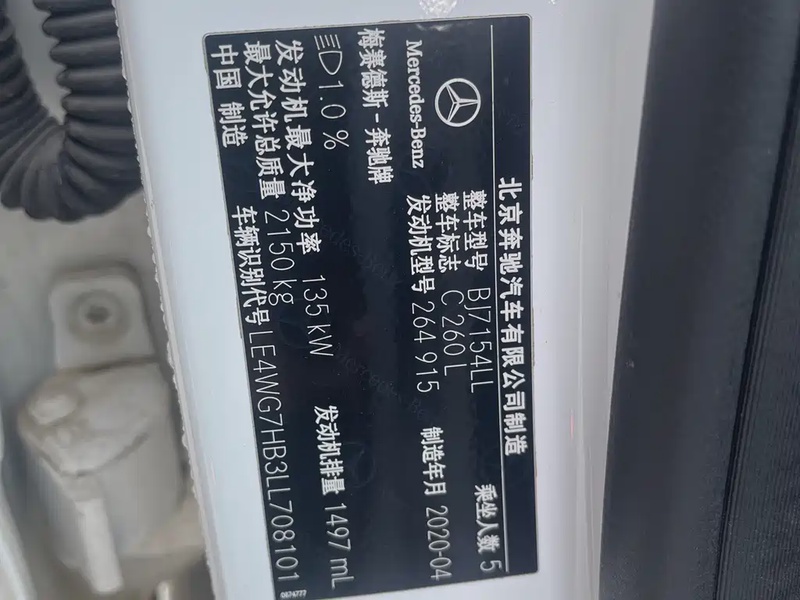 北京奔驰汽车有限公司制造
Mercedes-Benz
整车型号 BJ7154LL 乘坐人数 5
整车标志 C 260 L
发动机型号 264 915 制造年月 2020-04
梅赛德斯-奔驰牌
1.0 %
发动机最大净功率 135 kW 发动机排量 1497 mL
最大允许总质量 2150 kg
中国 制造 车辆识别代号 LE4WG7HB3LL708101